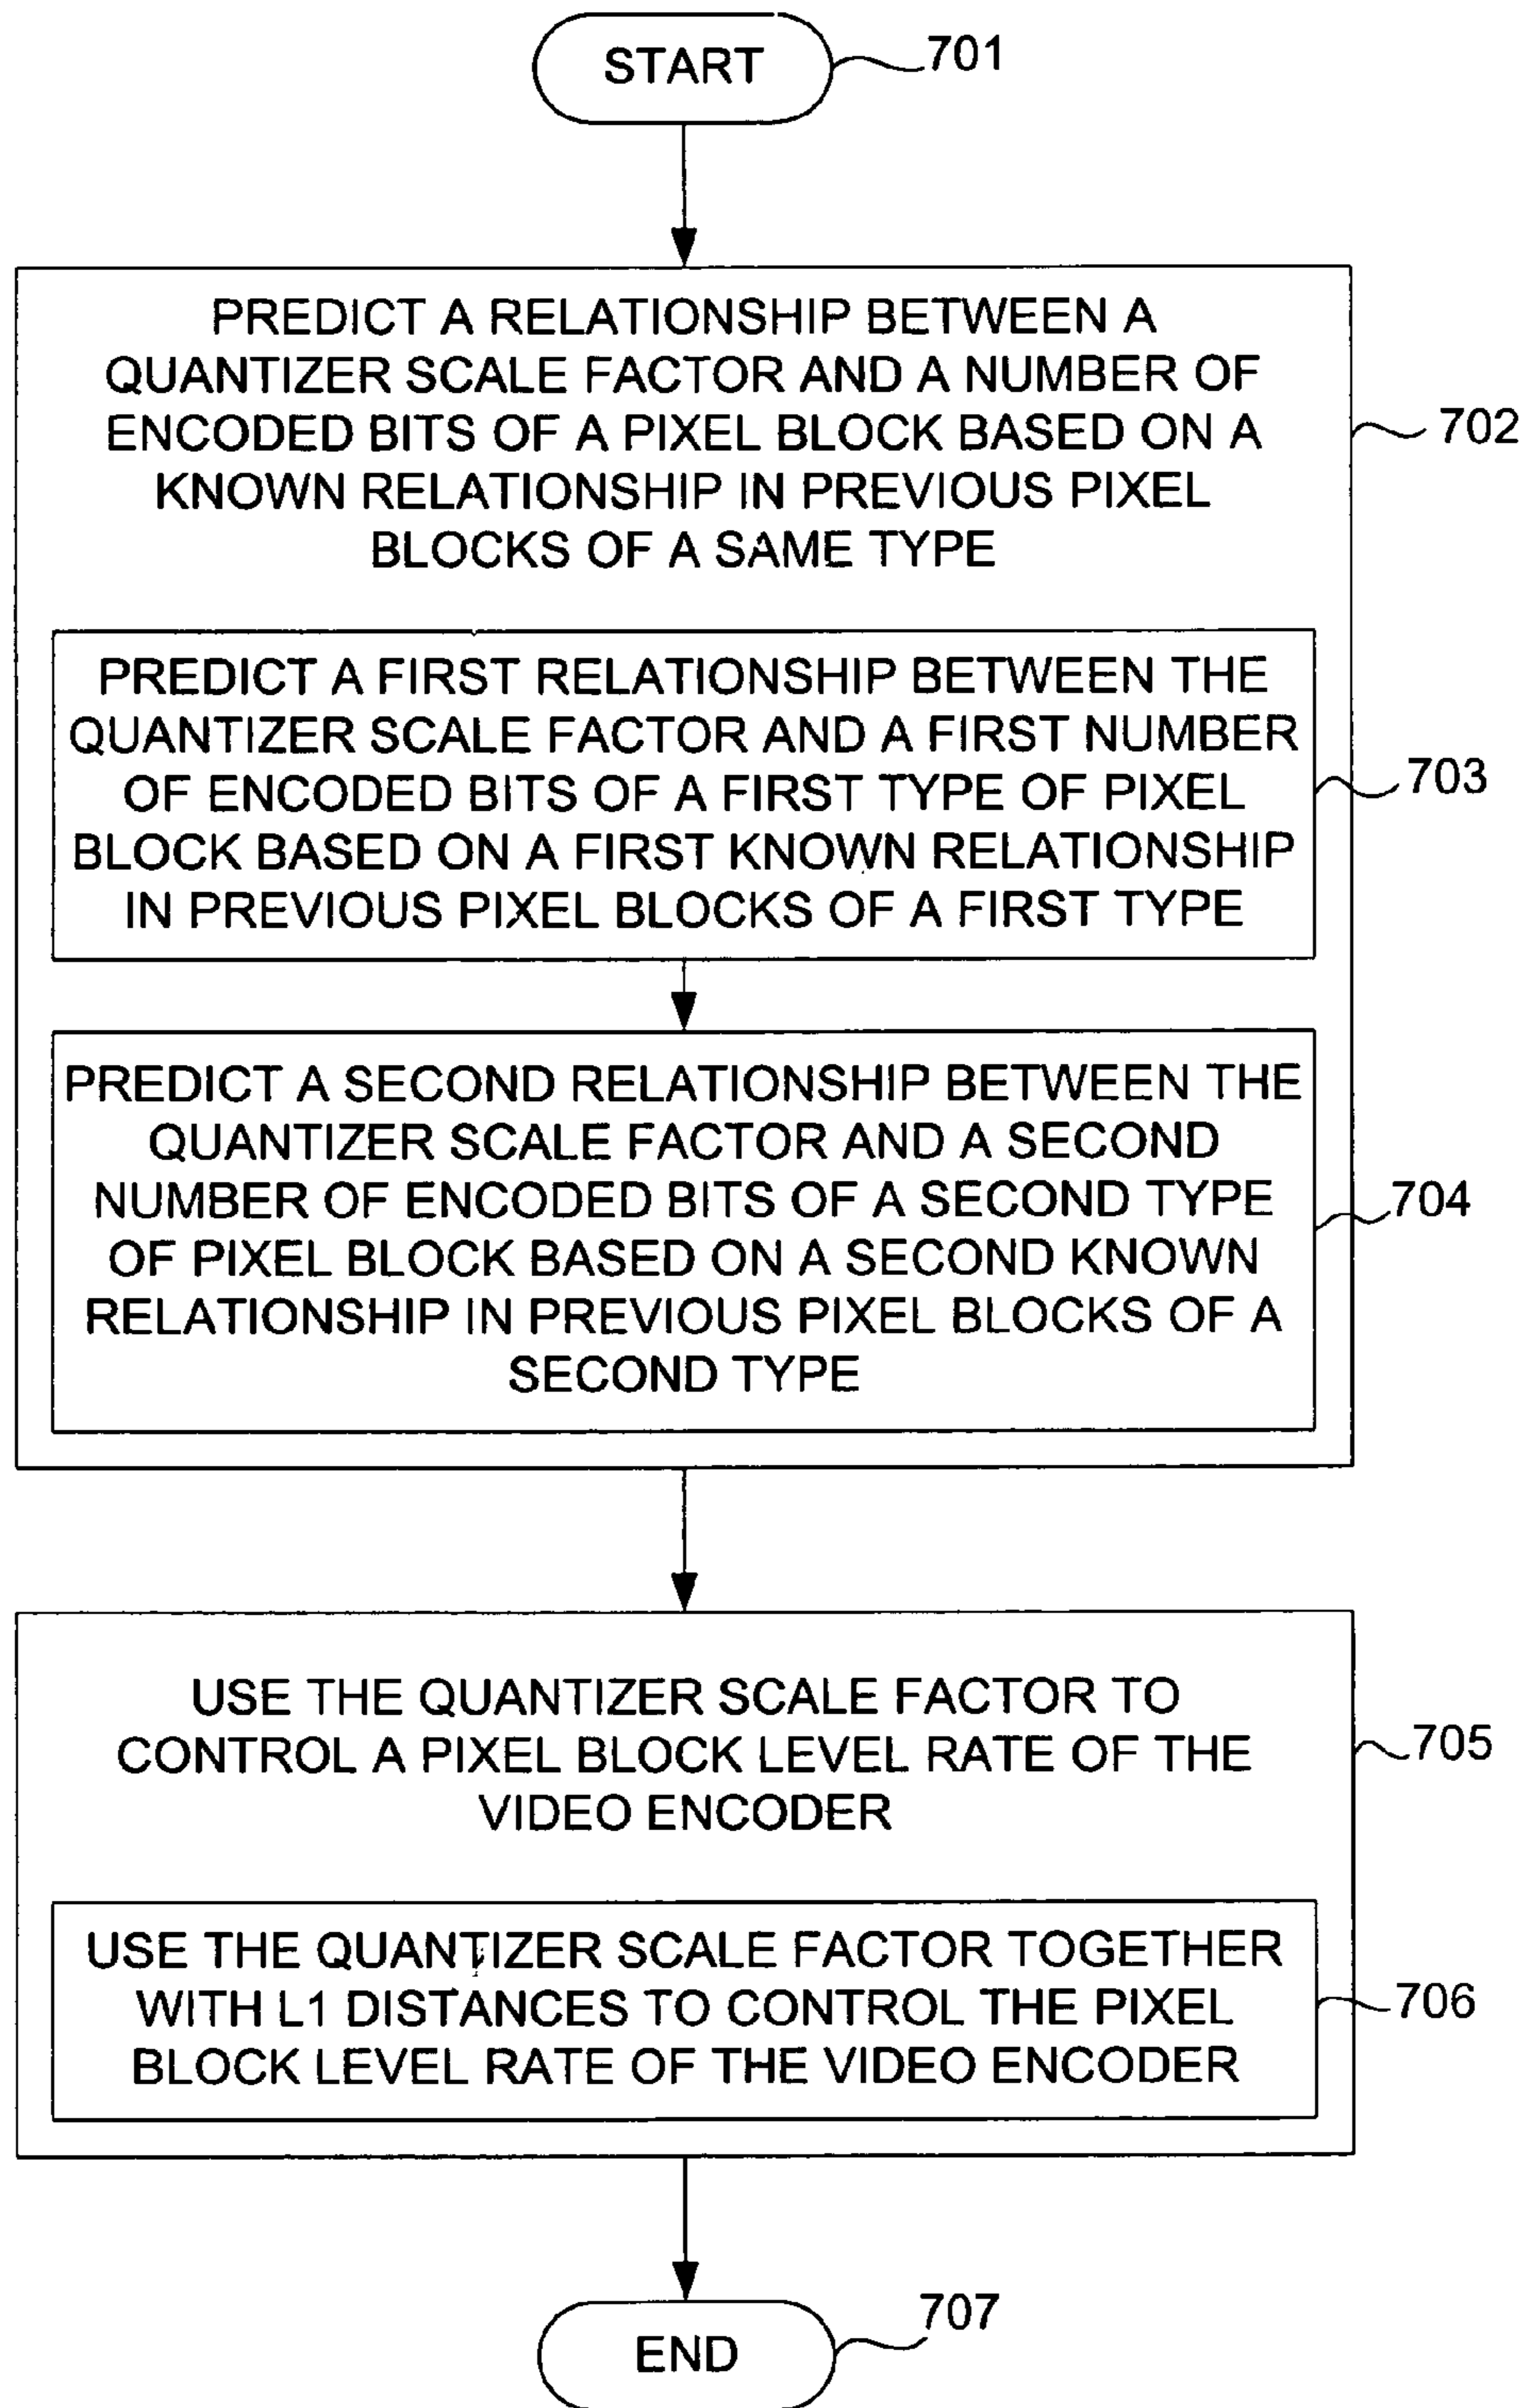 START
701
PREDICT A RELATIONSHIP BETWEEN A
QUANTIZER SCALE FACTOR AND A NUMBER OF
ENCODED BITS OF A PIXEL BLOCK BASED ON A
KNOWN RELATIONSHIP IN PREVIOUS PIXEL
BLOCKS OF A SAME TYPE
702
PREDICT A FIRST RELATIONSHIP BETWEEN THE
QUANTIZER SCALE FACTOR AND A FIRST NUMBER
OF ENCODED BITS OF A FIRST TYPE OF PIXEL
BLOCK BASED ON A FIRST KNOWN RELATIONSHIP
IN PREVIOUS PIXEL BLOCKS OF A FIRST TYPE
703
PREDICT A SECOND RELATIONSHIP BETWEEN THE
QUANTIZER SCALE FACTOR AND A SECOND
NUMBER OF ENCODED BITS OF A SECOND TYPE
OF PIXEL BLOCK BASED ON A SECOND KNOWN
RELATIONSHIP IN PREVIOUS PIXEL BLOCKS OF A
SECOND TYPE
704
USE THE QUANTIZER SCALE FACTOR TO
CONTROL A PIXEL BLOCK LEVEL RATE OF THE
VIDEO ENCODER
705
USE THE QUANTIZER SCALE FACTOR TOGETHER
WITH L1 DISTANCES TO CONTROL THE PIXEL
BLOCK LEVEL RATE OF THE VIDEO ENCODER
706
END
707